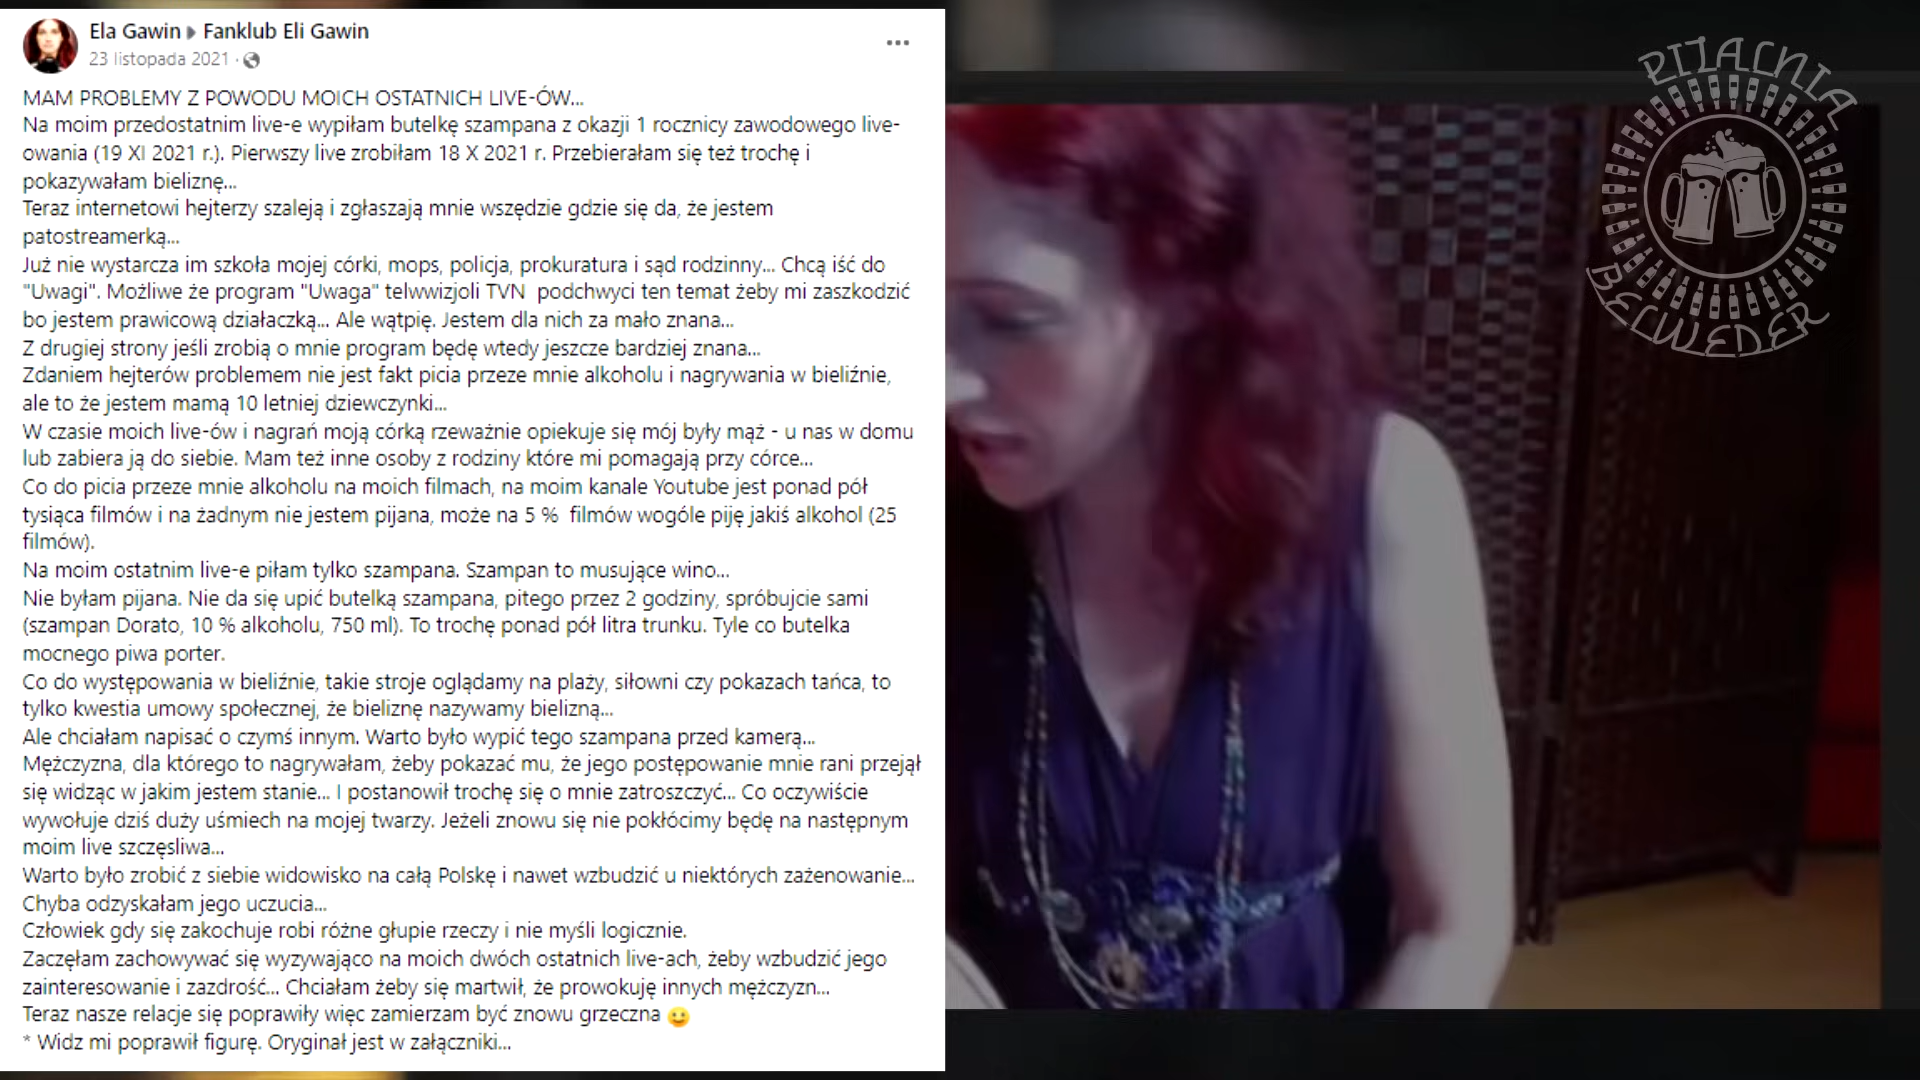 Ela Gawin ▸ Fanklub Eli Gawin
23 listopada 2021 ·
MAM PROBLEMY Z POWODU MOICH OSTATNICH LIVE-ÓW...
Na moim przedostatnim live-e wypiłam butelkę szampana z okazji 1 rocznicy zawodowego live-
owania (19 XI 2021 r.). Pierwszy live zrobiłam 18 X 2021 r. Przebierałam się też trochę i
pokazywałam bieliznę...
Teraz internetowi hejterzy szaleją i zgłaszają mnie wszędzie gdzie się da, że jestem
patostreamerką...
Już nie wystarcza im szkoła mojej córki, mops, policja, prokuratura i sąd rodzinny... Chcą iść do
"Uwagi". Możliwe że program "Uwaga" telwwizjoli TVN  podchwyci ten temat żeby mi zaszkodzić
bo jestem prawicową działaczką... Ale wątpię. Jestem dla nich za mało znana...
Z drugiej strony jeśli zrobią o mnie program będę wtedy jeszcze bardziej znana...
Zdaniem hejterów problemem nie jest fakt picia przeze mnie alkoholu i nagrywania w bieliźnie,
ale to że jestem mamą 10 letniej dziewczynki...
W czasie moich live-ów i nagrań moją córką rzeważnie opiekuje się mój były mąż - u nas w domu
lub zabiera ją do siebie. Mam też inne osoby z rodziny które mi pomagają przy córce...
Co do picia przeze mnie alkoholu na moich filmach, na moim kanale Youtube jest ponad pół
tysiąca filmów i na żadnym nie jestem pijana, może na 5 %  filmów wogóle piję jakiś alkohol (25
filmów).
Na moim ostatnim live-e piłam tylko szampana. Szampan to musujące wino...
Nie byłam pijana. Nie da się upić butelką szampana, pitego przez 2 godziny, spróbujcie sami
(szampan Dorato, 10 % alkoholu, 750 ml). To trochę ponad pół litra trunku. Tyle co butelka
mocnego piwa porter.
Co do występowania w bieliźnie, takie stroje oglądamy na plaży, siłowni czy pokazach tańca, to
tylko kwestia umowy społecznej, że bieliznę nazywamy bielizną...
Ale chciałam napisać o czymś innym. Warto było wypić tego szampana przed kamerą...
Mężczyzna, dla którego to nagrywałam, żeby pokazać mu, że jego postępowanie mnie rani przejął
się widząc w jakim jestem stanie... I postanowił trochę się o mnie zatroszczyć... Co oczywiście
wywołuje dziś duży uśmiech na mojej twarzy. Jeżeli znowu się nie pokłócimy będę na następnym
moim live szczęsliwa...
Warto było zrobić z siebie widowisko na całą Polskę i nawet wzbudzić u niektórych zażenowanie...
Chyba odzyskałam jego uczucia...
Człowiek gdy się zakochuje robi różne głupie rzeczy i nie myśli logicznie.
Zaczęłam zachowywać się wyzywająco na moich dwóch ostatnich live-ach, żeby wzbudzić jego
zainteresowanie i zazdrość... Chciałam żeby się martwił, że prowokuję innych mężczyzn...
Teraz nasze relacje się poprawiły więc zamierzam być znowu grzeczna 🙂
* Widz mi poprawił figurę. Oryginał jest w załączniki...
PIJALNIA
BELWEDER